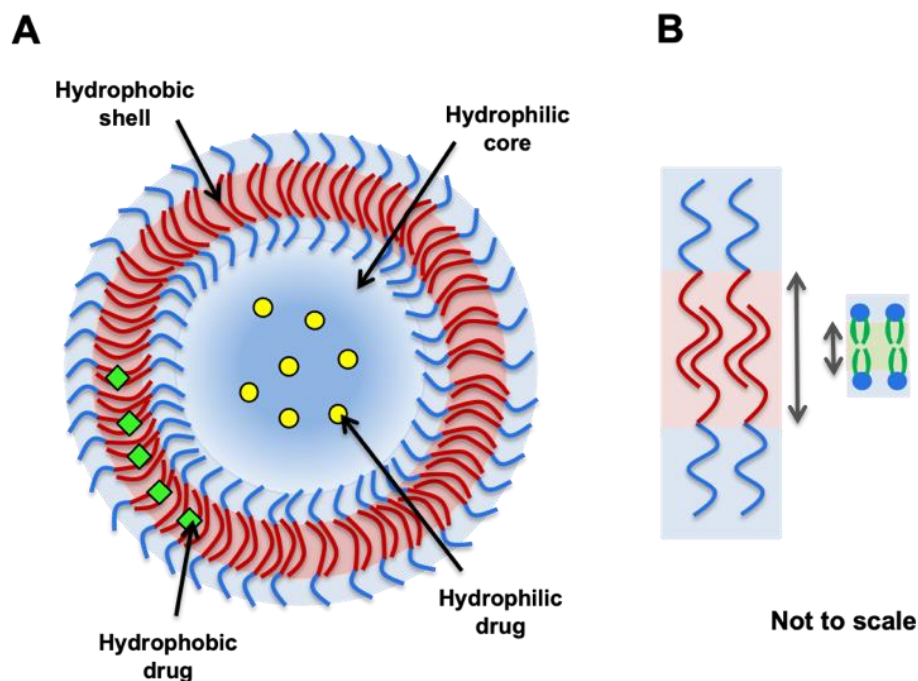 A
B
Hydrophobic
shell
Hydrophilic
core
Hydrophobic
drug
Hydrophilic
drug
Not to scale